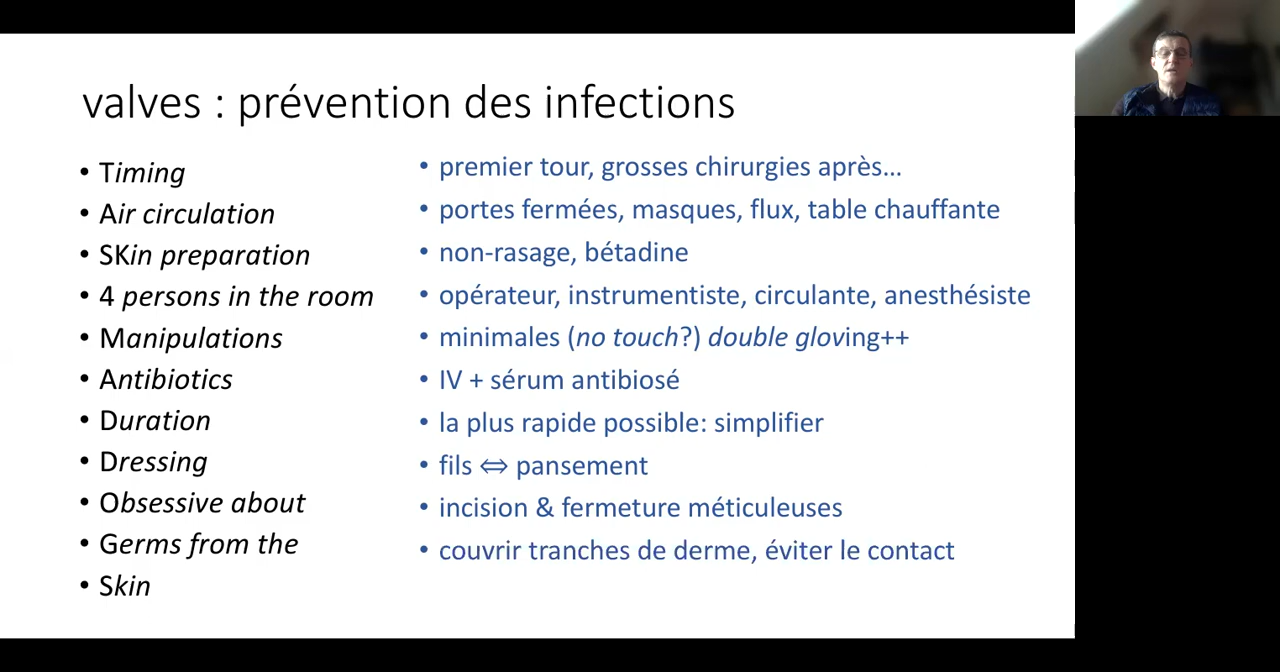 valves : prévention des infections
• Timing
• Air circulation
• SKin preparation
• 4 persons in the room
• Manipulations
• Antibiotics
• Duration
• Dressing
• Obsessive about
• Germs from the
• Skin
• premier tour, grosses chirurgies après...
• portes fermées, masques, flux, table chauffante
• non-rasage, bétadine
• opérateur, instrumentiste, circulante, anesthésiste
• minimales (no touch?) double gloving++
• IV + sérum antibiosé
• la plus rapide possible: simplifier
• fils ⇔ pansement
• incision & fermeture méticuleuses
• couvrir tranches de derme, éviter le contact